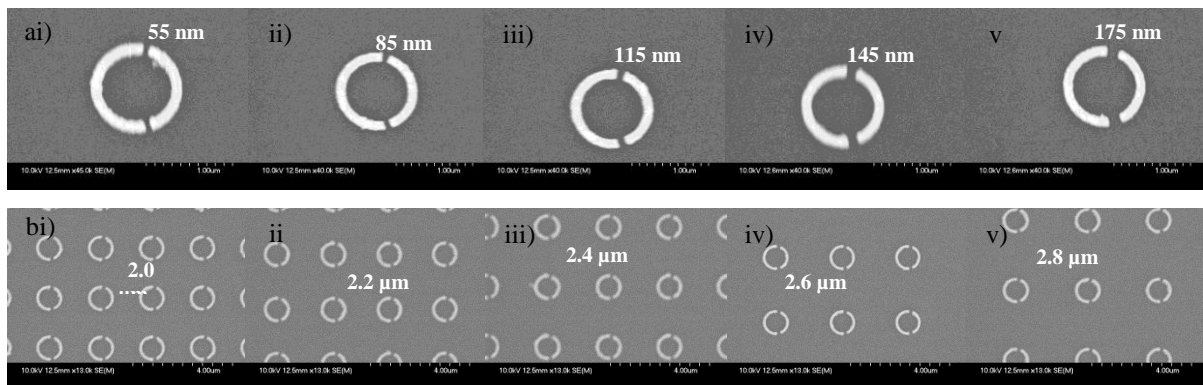 ai)
55 nm
ii)
85 nm
iii)
115 nm
iv)
145 nm
v
175 nm
10.0kV 12.5mm x45.0k SE(M) 1.00um
10.0kV 12.5mm x40.0k SE(M) 1.00um
10.0kV 12.5mm x40.0k SE(M) 1.00um
10.0kV 12.6mm x40.0k SE(M) 1.00um
10.0kV 12.5mm x40.0k SE(M) 1.00um
bi)
2.0
ii
2.2 µm
iii)
2.4 µm
iv)
2.6 µm
v)
2.8 µm
10.0kV 12.5mm x13.0k SE(M) 4.00um
10.0kV 12.5mm x13.0k SE(M) 4.00um
10.0kV 12.5mm x13.0k SE(M) 4.00um
10.0kV 12.5mm x13.0k SE(M) 4.00um
10.0kV 12.5mm x13.0k SE(M) 4.00um